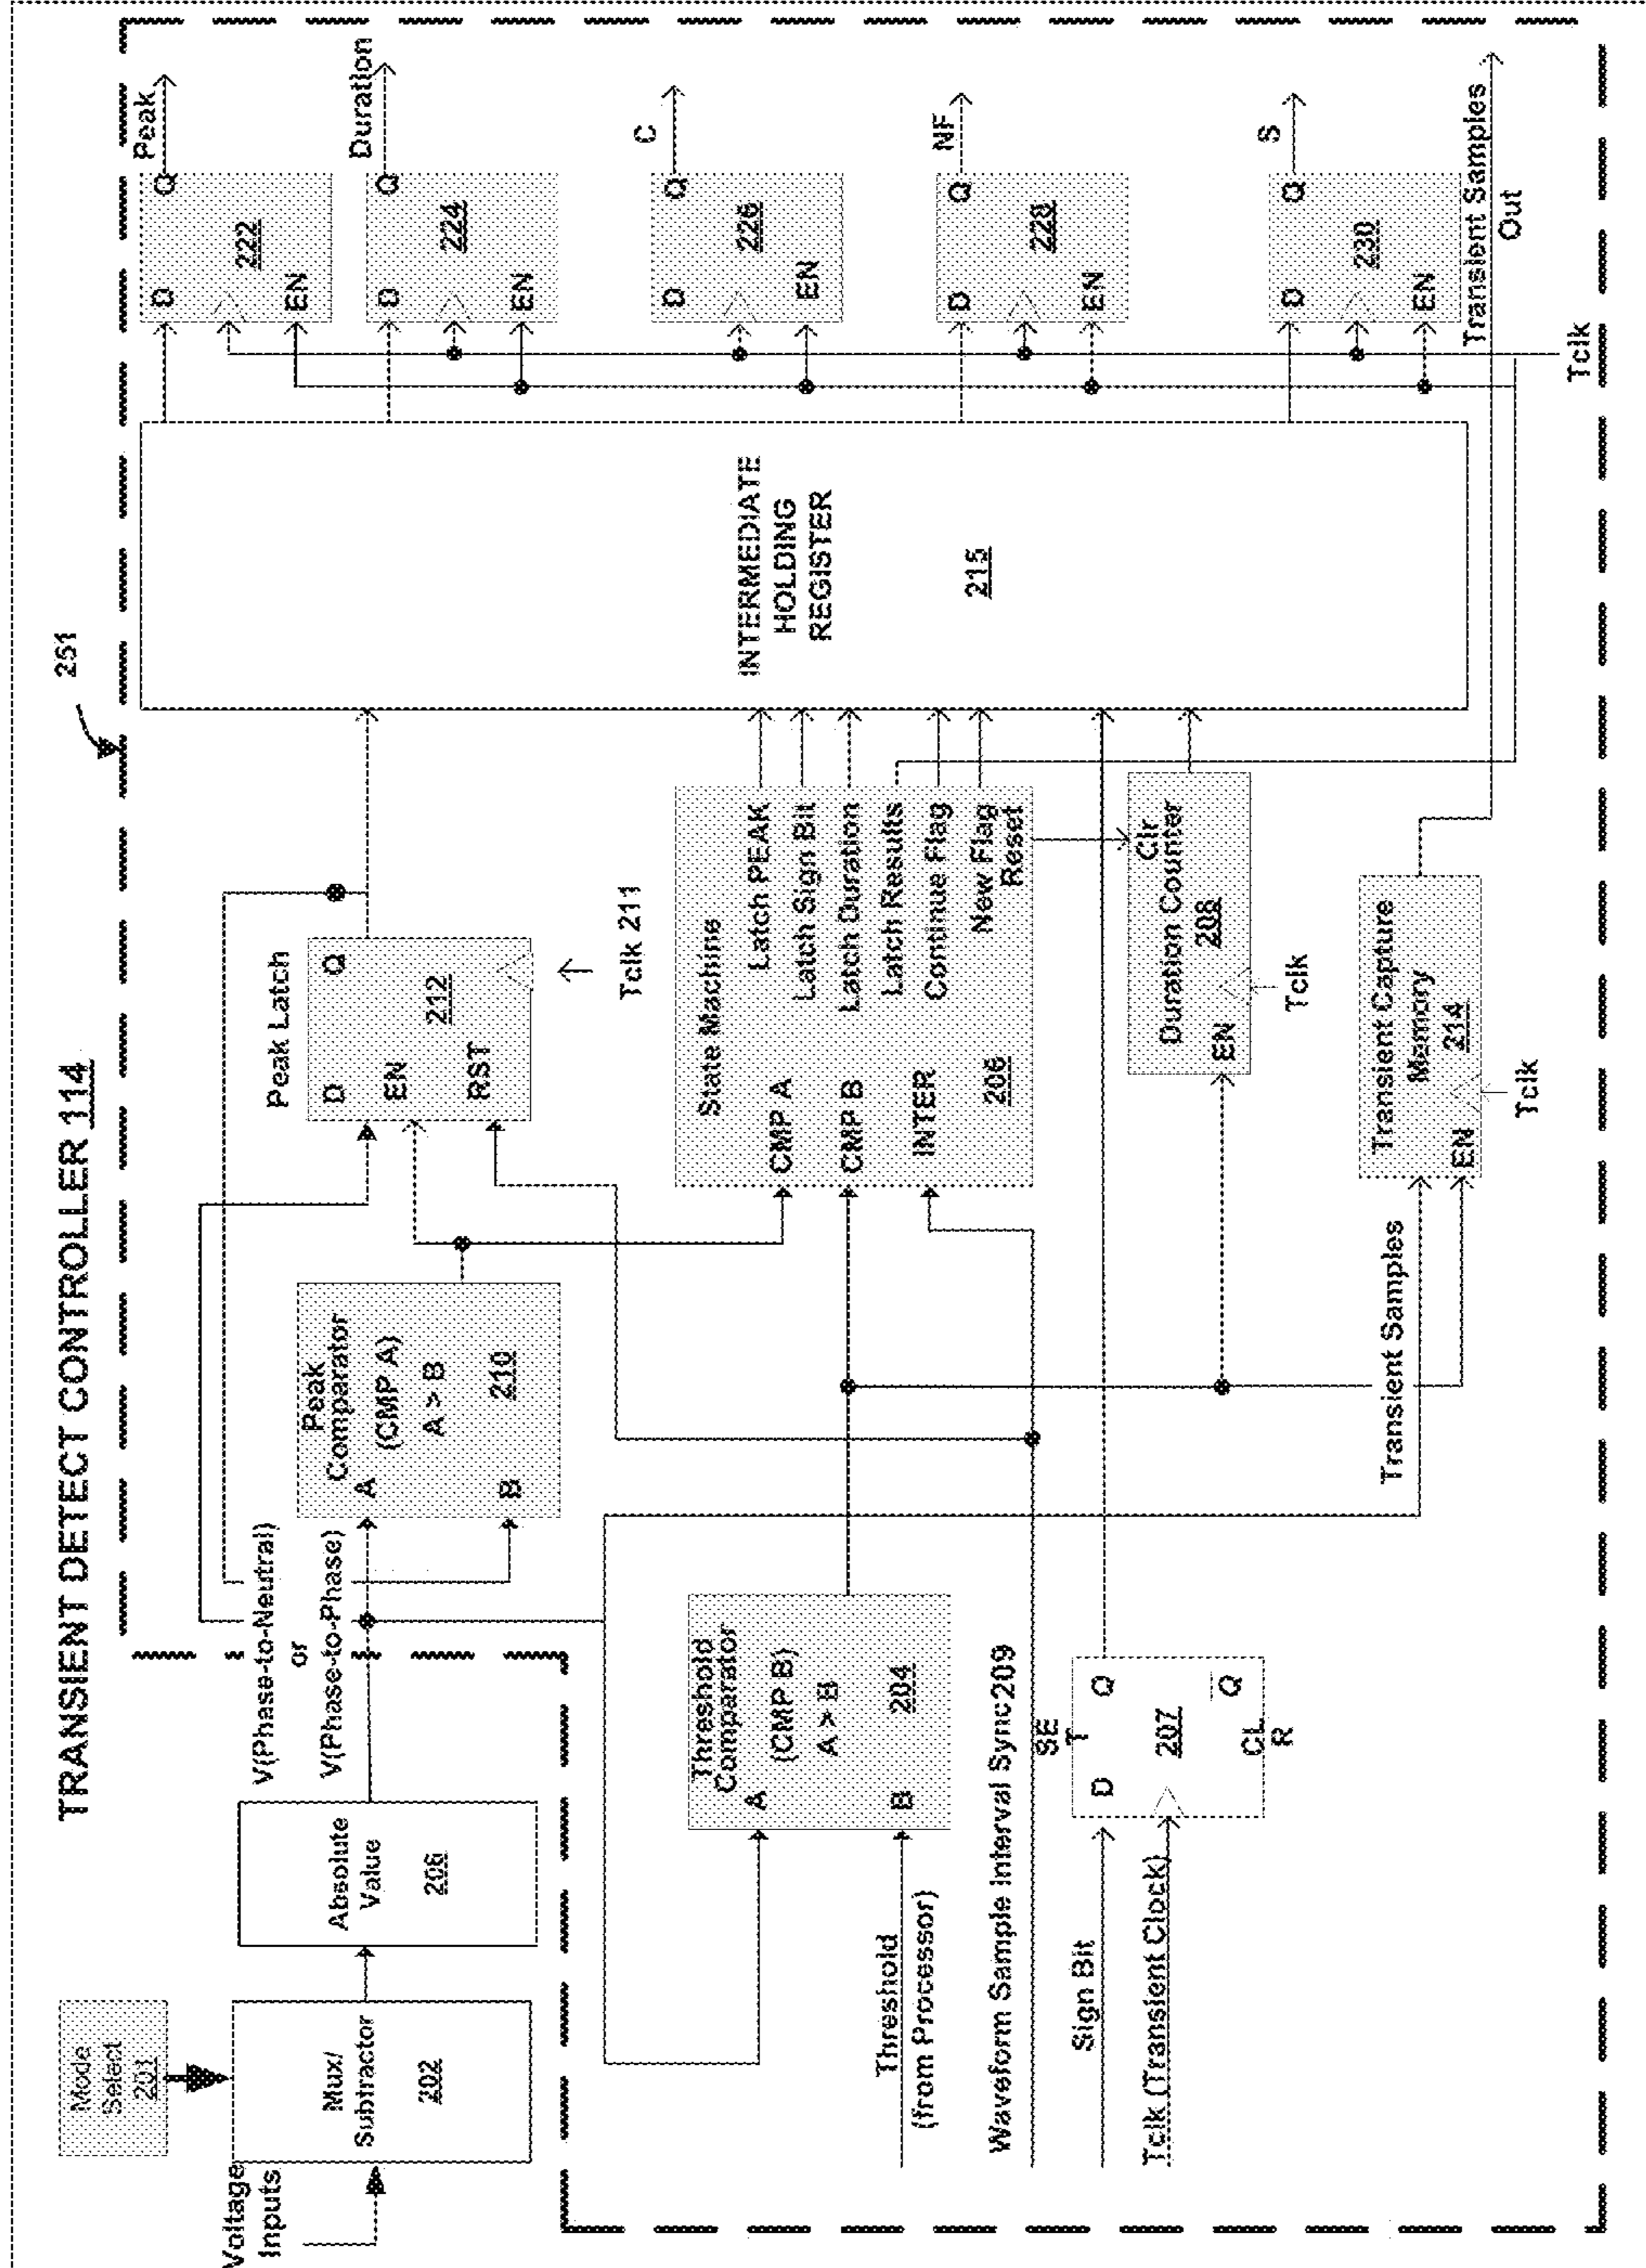 TRANSIENT DETECT CONTROLLER 114
251
Mode
Select
201
Voltage
Inputs
Mux/
Subtractor
202
Absolute
Value
206
V(Phase-to-Neutral)
or
V(Phase-to-Phase)
Peak
Comparator
(CMP A)
A > B
A
B
210
Peak Latch
D
Q
EN
212
RST
Tclk 211
Threshold
Comparator
(CMP B)
A > B
A
B
204
Threshold
(from Processor)
Waveform Sample Interval Sync209
Sign Bit
Tclk (Transient Clock)
SE
T
D
Q
207
Q
CL
R
State Machine
CMP A
CMP B
INTER
206
Latch PEAK
Latch Sign Bit
Latch Duration
Latch Results
Continue Flag
New Flag
Reset
Clr
Duration Counter
208
EN
Tclk
Transient Samples
Transient Capture
Memory
214
EN
Tclk
INTERMEDIATE
HOLDING
REGISTER
215
D
Q
222
EN
Peak
D
Q
224
EN
Duration
D
Q
226
EN
C
D
Q
228
EN
NF
D
Q
230
EN
S
Transient Samples
Out
Tclk